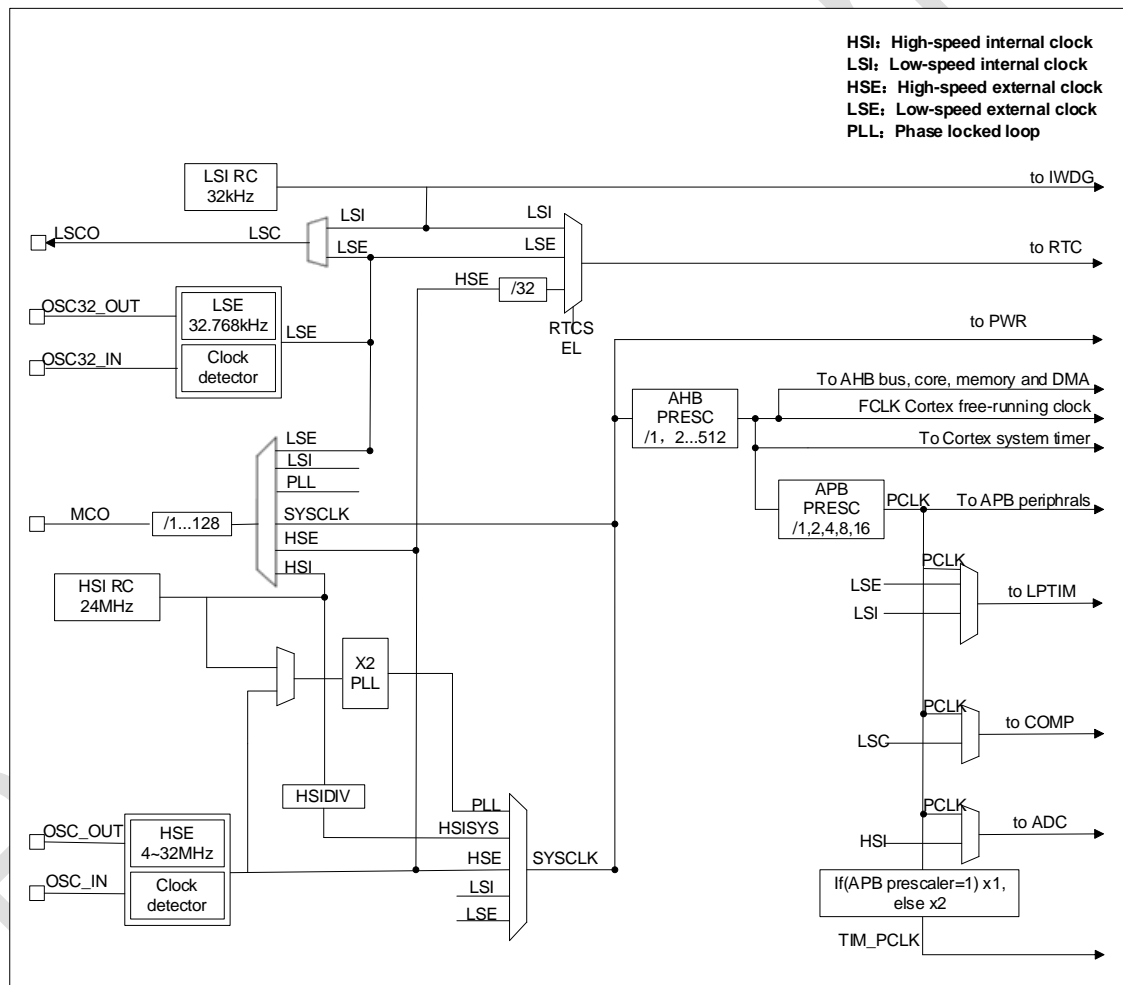 HSI: High-speed internal clock
LSI: Low-speed internal clock
HSE: High-speed external clock
LSE: Low-speed external clock
PLL: Phase locked loop
LSI RC
32kHz
to IWDG
LSI
LSI
LSCO
LSC
LSE
LSE
to RTC
HSE
/32
OSC32_OUT
LSE
32.768kHz
LSE
RTCS
EL
to PWR
OSC32_IN
Clock
detector
To AHB bus, core, memory and DMA
AHB
PRESC
/1, 2...512
FCLK Cortex free-running clock
To Cortex system timer
LSE
LSI
PLL
APB
PRESC
/1,2,4,8,16
PCLK
To APB periphrals
MCO
/1...128
SYSCLK
HSE
HSI
HSI RC
24MHz
PCLK
LSE
LSI
to LPTIM
X2
PLL
PCLK
LSC
to COMP
HSIDIV
PLL
HSISYS
HSE
LSI
LSE
SYSCLK
PCLK
HSI
to ADC
OSC_OUT
HSE
4~32MHz
OSC_IN
Clock
detector
If(APB prescaler=1) x1,
else x2
TIM_PCLK